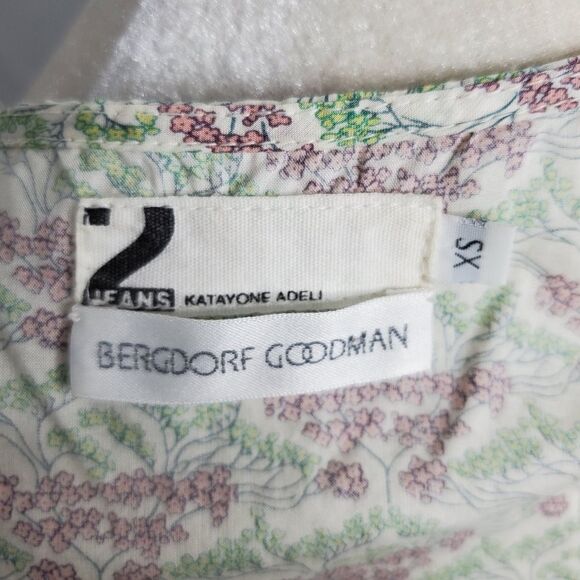 2
JEANS KATAYONE ADELI
XS
BERGDORF GOODMAN